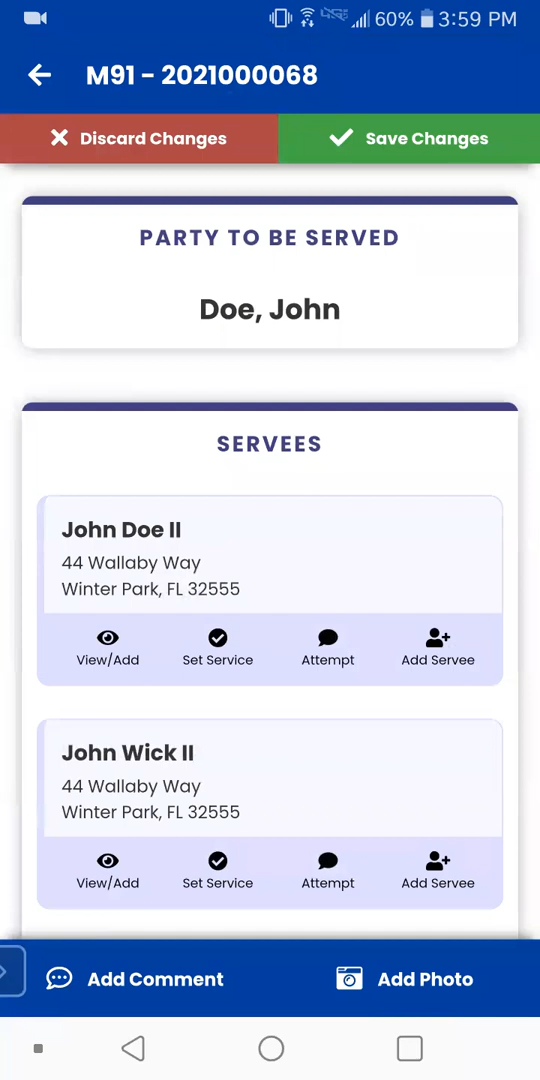 60% 3:59 PM
M91 - 2021000068
Discard Changes Save Changes
PARTY TO BE SERVED
Doe, John
SERVEES
John Doe II
44 Wallaby Way
Winter Park, FL 32555
View/Add Set Service Attempt Add Servee
John Wick II
44 Wallaby Way
Winter Park, FL 32555
View/Add Set Service Attempt Add Servee
Add Comment Add Photo